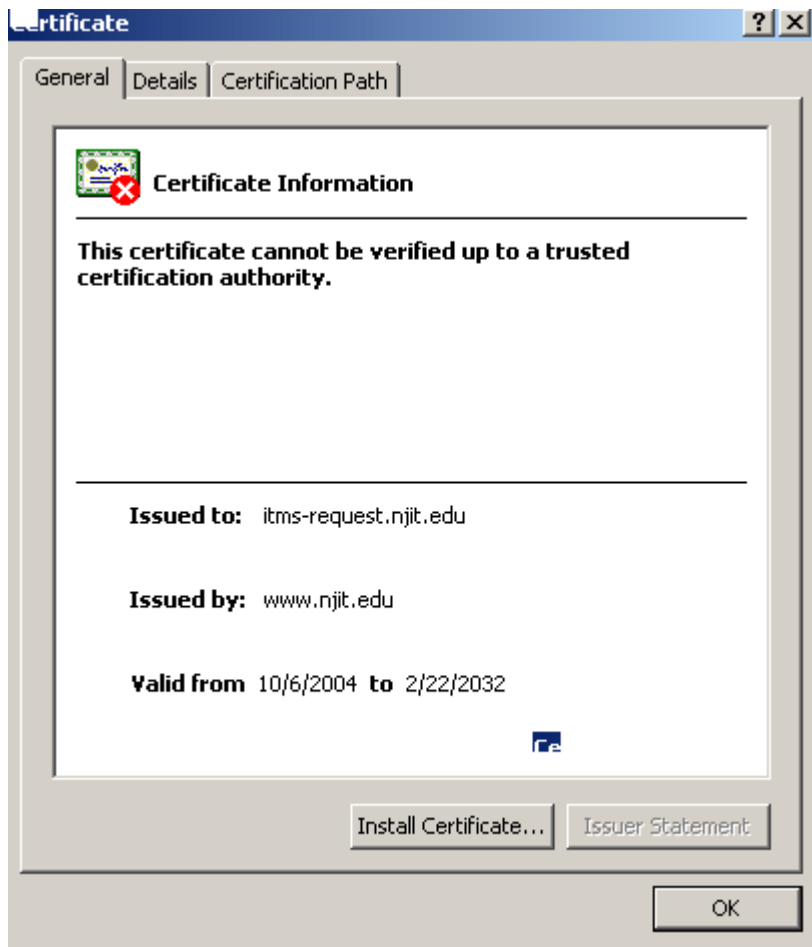 Certificate
General Details Certification Path
Certificate Information
This certificate cannot be verified up to a trusted
certification authority.
Issued to: itms-request.njit.edu
Issued by: www.njit.edu
Valid from 10/6/2004 to 2/22/2032
Ce
Install Certificate... Issuer Statement
OK